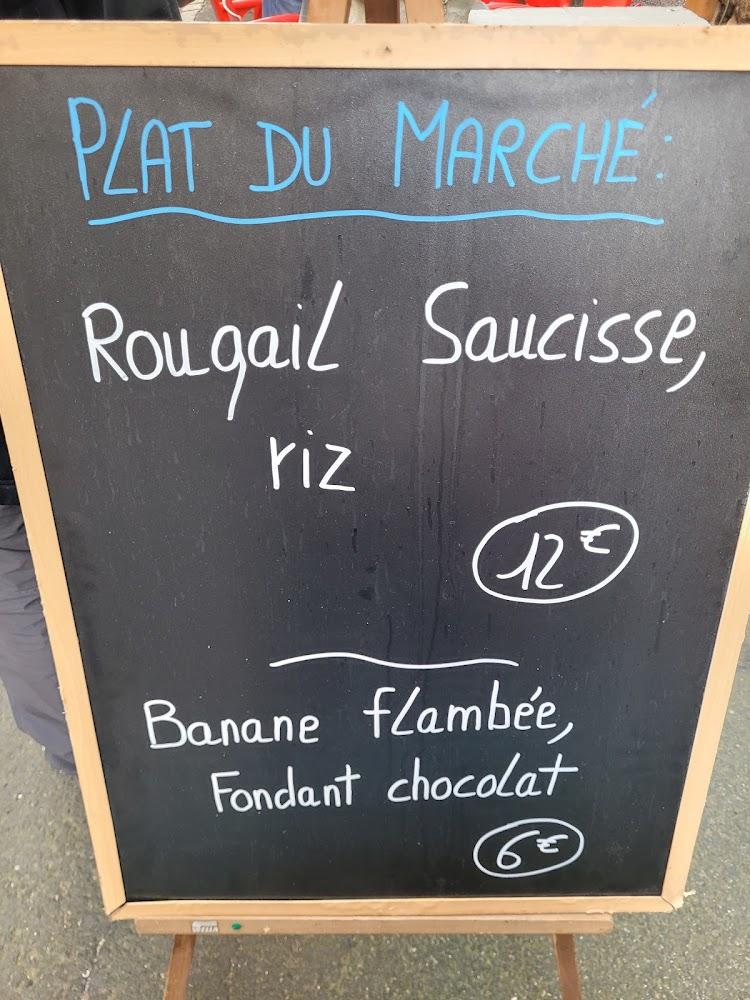 PLAT DU MARCHÉ:
Rougail Saucisse,
riz
12€
Banane flambée,
Fondant chocolat
6€